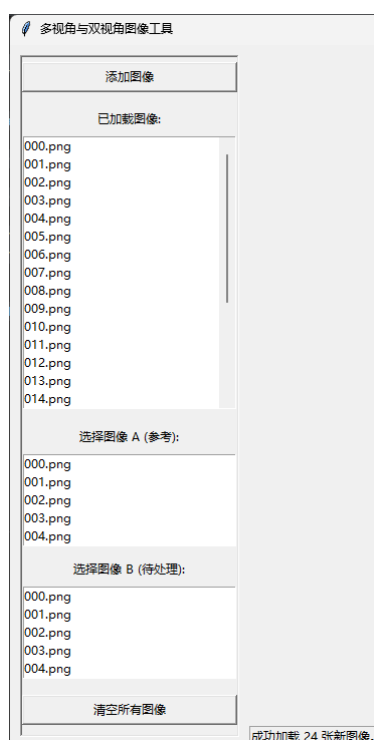 多视角与双视角图像工具
添加图像
已加载图像:
000.png
001.png
002.png
003.png
004.png
005.png
006.png
007.png
008.png
009.png
010.png
011.png
012.png
013.png
014.png
选择图像 A (参考):
000.png
001.png
002.png
003.png
004.png
选择图像 B (待处理):
000.png
001.png
002.png
003.png
004.png
清空所有图像
成功加载 24 张新图像.